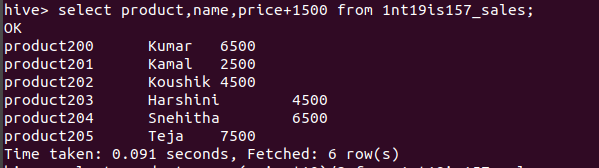 hive> select product,name,price+1500 from 1nt19is157_sales;
OK
product200 Kumar 6500
product201 Kamal 2500
product202 Koushik 4500
product203 Harshini 4500
product204 Snehitha 6500
product205 Teja 7500
Time taken: 0.091 seconds, Fetched: 6 row(s)